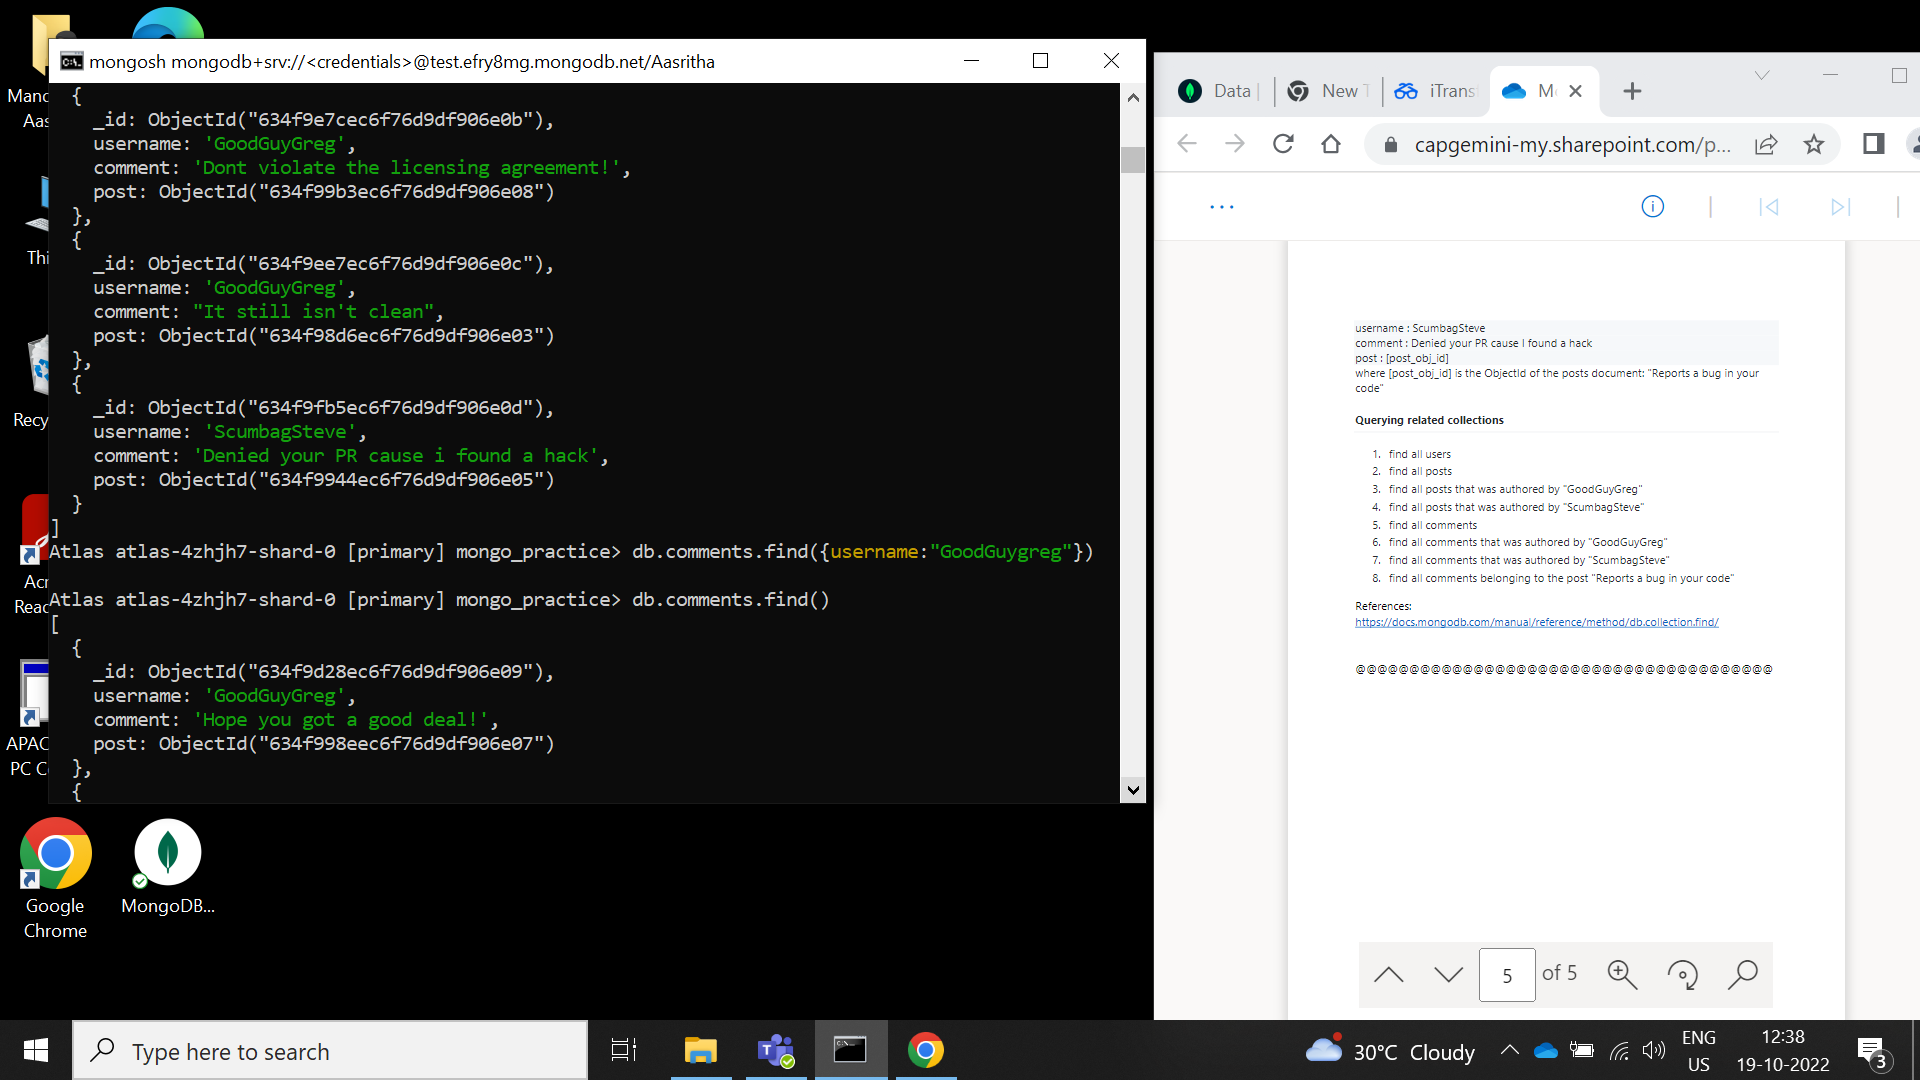 mongosh mongodb+srv://<credentials>@test.efry8mg.mongodb.net/Aasritha
{
_id: ObjectId("634f9e7cec6f76d9df906e0b"),
username: 'GoodGuyGreg',
comment: 'Dont violate the licensing agreement!',
post: ObjectId("634f99b3ec6f76d9df906e08")
},
{
_id: ObjectId("634f9ee7ec6f76d9df906e0c"),
username: 'GoodGuyGreg',
comment: "It still isn't clean",
post: ObjectId("634f98d6ec6f76d9df906e03")
},
{
_id: ObjectId("634f9fb5ec6f76d9df906e0d"),
username: 'ScumbagSteve',
comment: 'Denied your PR cause i found a hack',
post: ObjectId("634f9944ec6f76d9df906e05")
}
]
Atlas atlas-4zhjh7-shard-0 [primary] mongo_practice> db.comments.find({username:"GoodGuygreg"})
Atlas atlas-4zhjh7-shard-0 [primary] mongo_practice> db.comments.find()
[
{
_id: ObjectId("634f9d28ec6f76d9df906e09"),
username: 'GoodGuyGreg',
comment: 'Hope you got a good deal!',
post: ObjectId("634f998eec6f76d9df906e07")
},
{
Manc
Aas
Thi
Recy
Acr
Read
APAC
PC C
Google
Chrome
MongoDB...
Data
New T
iTrans
Mo
capgemini-my.sharepoint.com/p...
...
username : ScumbagSteve
comment : Denied your PR cause I found a hack
post : [post_obj_id]
where [post_obj_id] is the ObjectId of the posts document: "Reports a bug in your
code"
Querying related collections
1. find all users
2. find all posts
3. find all posts that was authored by "GoodGuyGreg"
4. find all posts that was authored by "ScumbagSteve"
5. find all comments
6. find all comments that was authored by "GoodGuyGreg"
7. find all comments that was authored by "ScumbagSteve"
8. find all comments belonging to the post "Reports a bug in your code"
References:
https://docs.mongodb.com/manual/reference/method/db.collection.find/
@@@@@@@@@@@@@@@@@@@@@@@@@@@@@@@@@@@@@@@
5 of 5
Type here to search
30°C Cloudy
ENG
US
12:38
19-10-2022
3